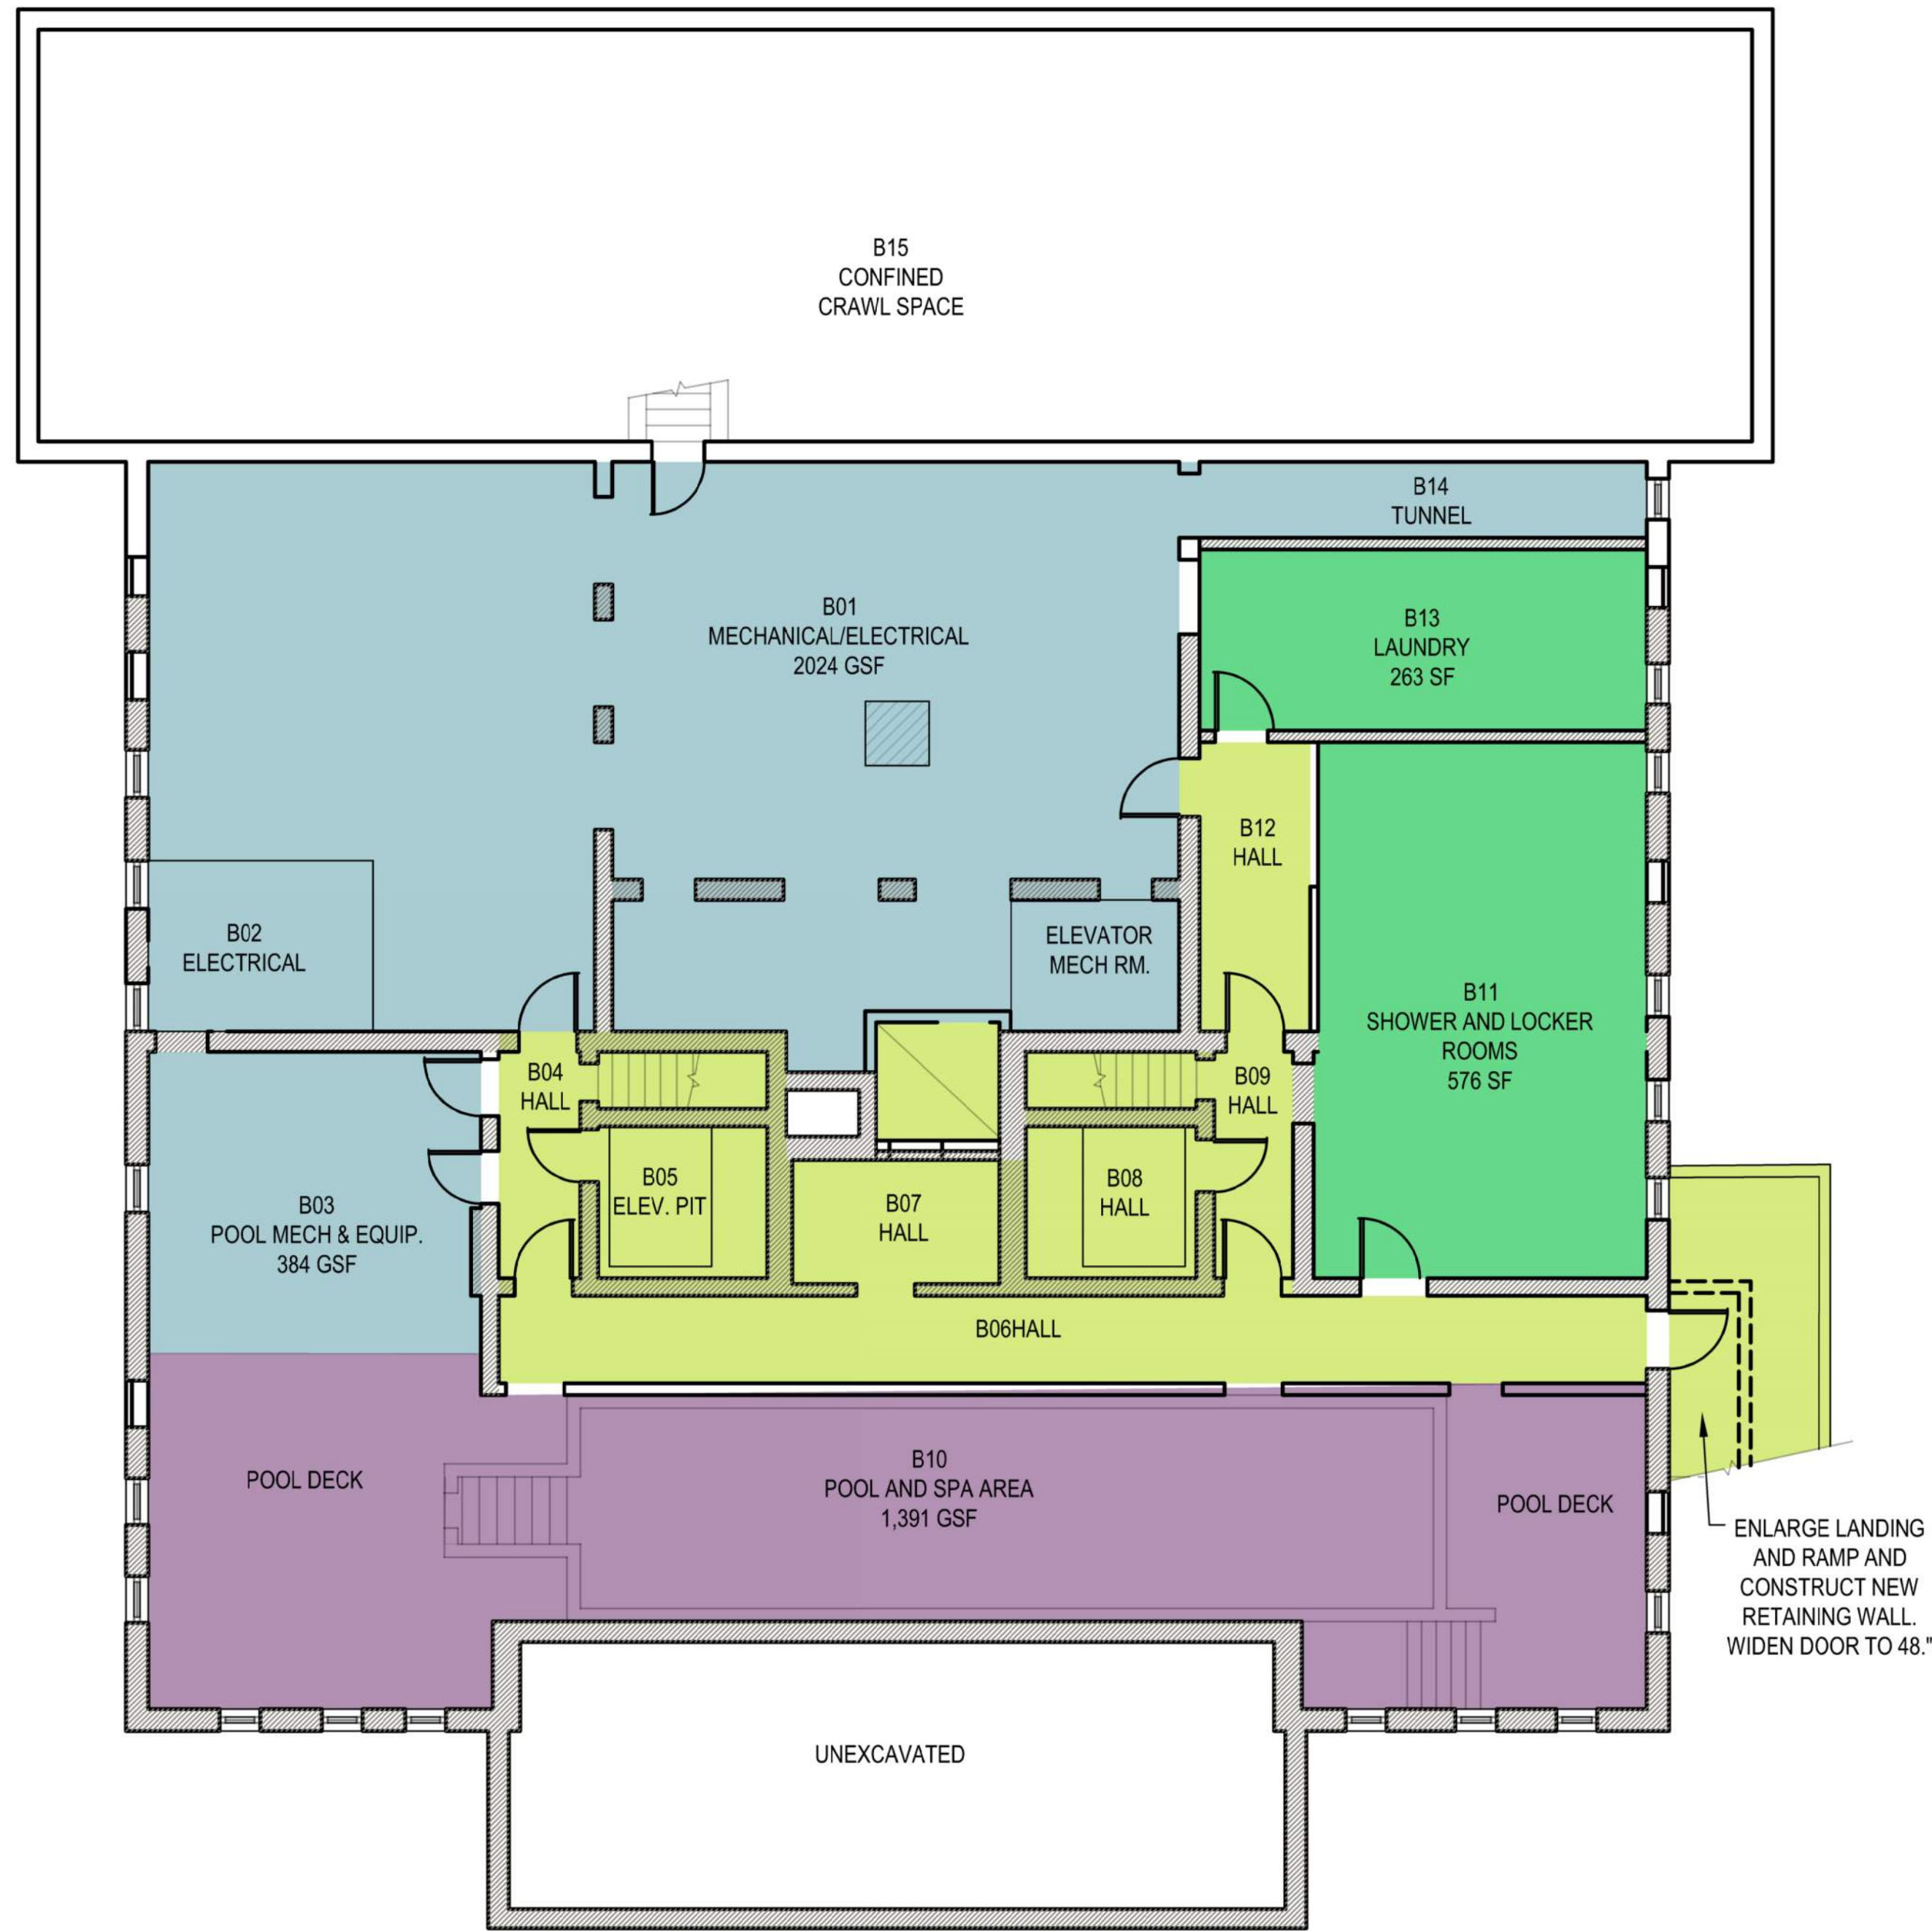 B15
CONFINED
CRAWL SPACE
B14
TUNNEL
B01
MECHANICAL/ELECTRICAL
2024 GSF
B13
LAUNDRY
263 SF
B12
HALL
B02
ELECTRICAL
ELEVATOR
MECH RM.
B11
SHOWER AND LOCKER
ROOMS
576 SF
B04
HALL
B09
HALL
B03
POOL MECH & EQUIP.
384 GSF
B05
ELEV. PIT
B07
HALL
B08
HALL
B06HALL
POOL DECK
B10
POOL AND SPA AREA
1,391 GSF
POOL DECK
ENLARGE LANDING
AND RAMP AND
CONSTRUCT NEW
RETAINING WALL.
WIDEN DOOR TO 48."
UNEXCAVATED